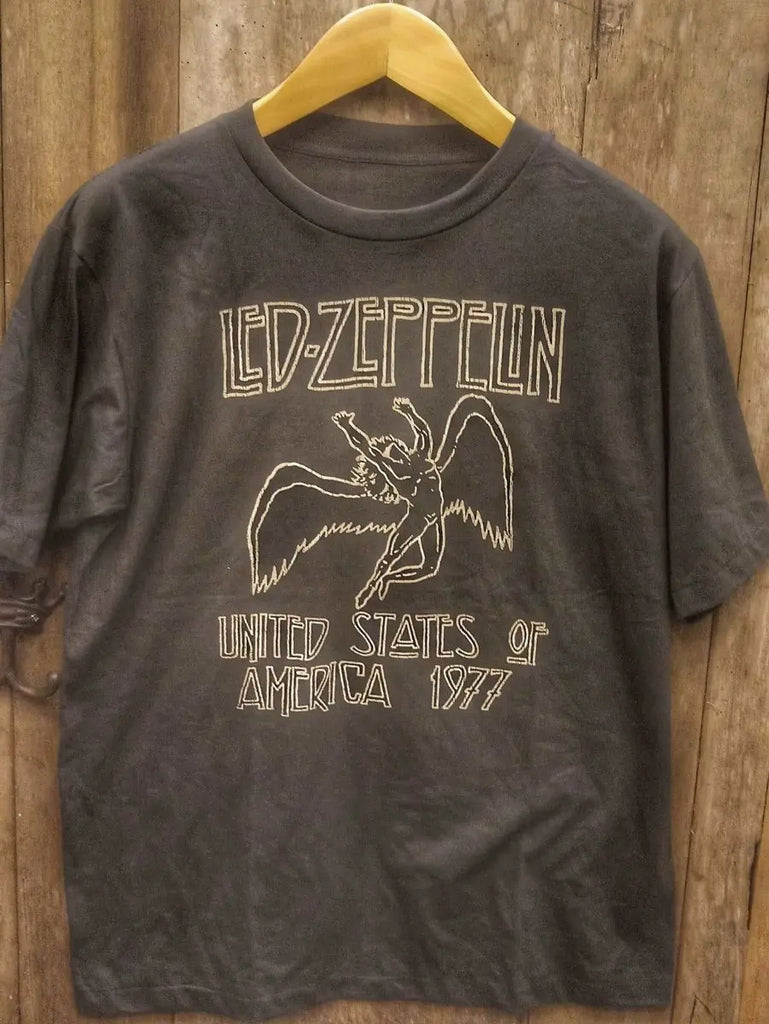 LED-ZEPPELIN
UNITED STATES OF
AMERICA 1977